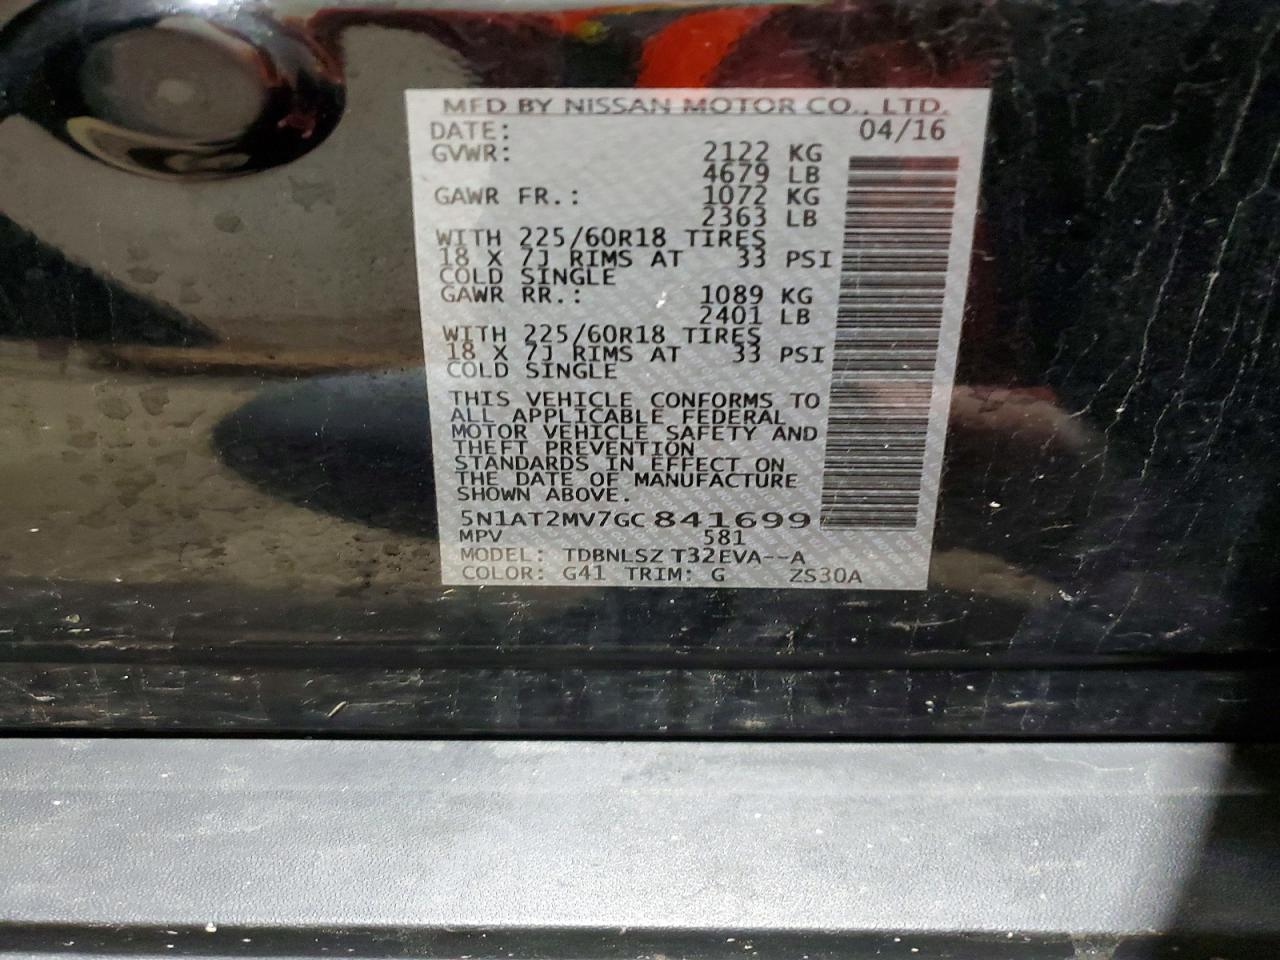 MFD BY NISSAN MOTOR CO., LTD.
DATE: 04/16
GVWR: 2122 KG
4679 LB
GAWR FR.: 1072 KG
2363 LB
WITH 225/60R18 TIRES
18 X 7J RIMS AT 33 PSI
COLD SINGLE
GAWR RR.: 1089 KG
2401 LB
WITH 225/60R18 TIRES
18 X 7J RIMS AT 33 PSI
COLD SINGLE
THIS VEHICLE CONFORMS TO
ALL APPLICABLE FEDERAL
MOTOR VEHICLE SAFETY AND
THEFT PREVENTION
STANDARDS IN EFFECT ON
THE DATE OF MANUFACTURE
SHOWN ABOVE.
5N1AT2MV7GC841699
MPV 581
MODEL: TDBNLSZ T32EVA--A
COLOR: G41 TRIM: G ZS30A